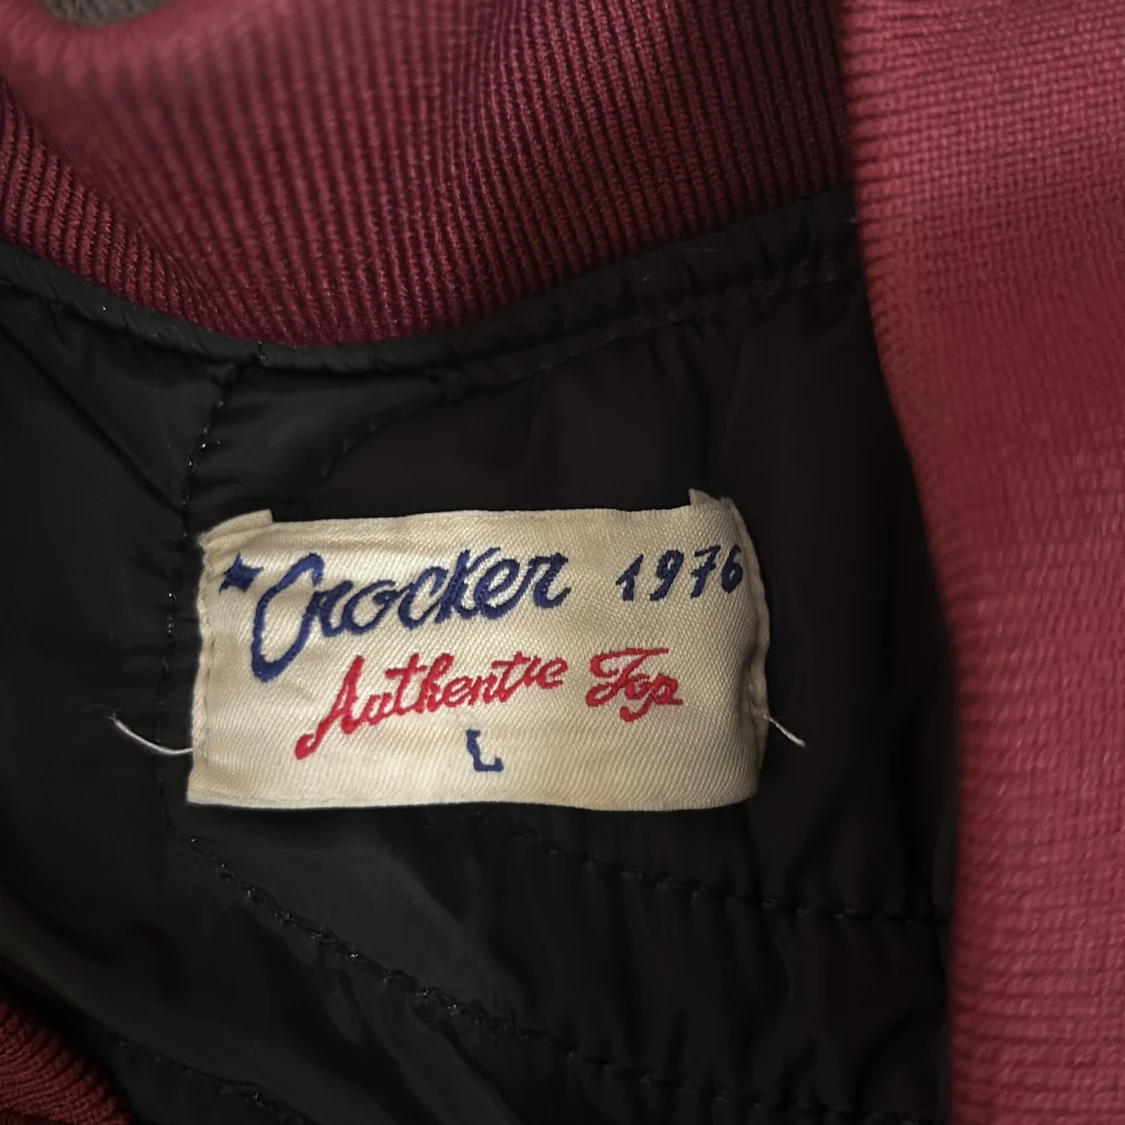 Crocker 1976
Authentic Top
L